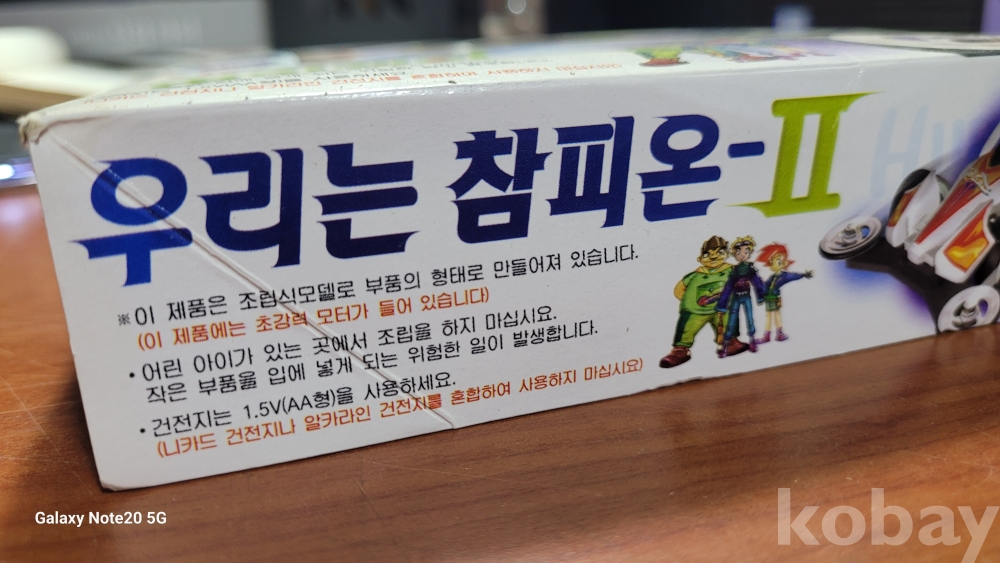 우리는 참피온-II
※이 제품은 조립식모델로 부품의 형태로 만들어져 있습니다.
(이 제품에는 초강력 모터가 들어 있습니다)
• 어린 아이가 있는 곳에서 조립을 하지 마십시요.
작은 부품을 입에 넣게 되는 위험한 일이 발생합니다.
• 건전지는 1.5V(AA형)을 사용하세요.
(니카드 건전지나 알카라인 건전지를 혼합하여 사용하지 마십시요)
Galaxy Note20 5G
kobay